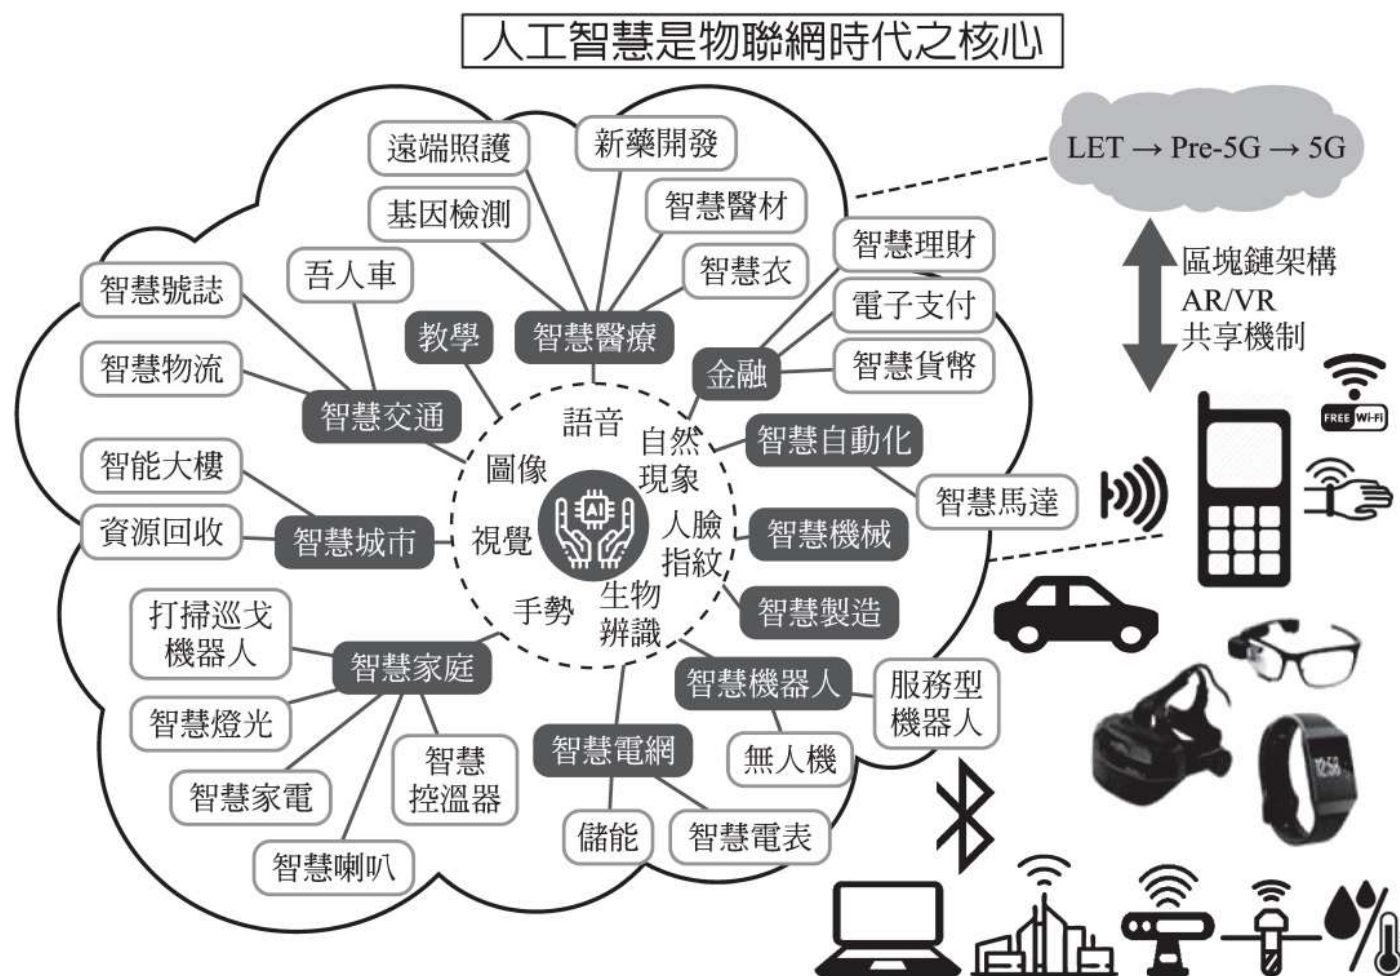 人工智慧是物聯網時代之核心
LET → Pre-5G → 5G
區塊鏈架構
AR/VR
共享機制
FREE Wi-Fi
遠端照護
新藥開發
基因檢測
智慧醫材
智慧衣
智慧醫療
智慧理財
電子支付
智慧貨幣
金融
教學
智慧號誌
吾人車
智慧物流
智慧交通
智慧自動化
智慧馬達
智慧機械
智慧製造
智能大樓
資源回收
智慧城市
語音
自然
現象
圖像
AI
視覺
人臉
指紋
手勢
生物
辨識
打掃巡戈
機器人
智慧家庭
智慧燈光
智慧家電
智慧
控溫器
智慧喇叭
智慧電網
儲能
智慧電表
智慧機器人
服務型
機器人
無人機
12:58